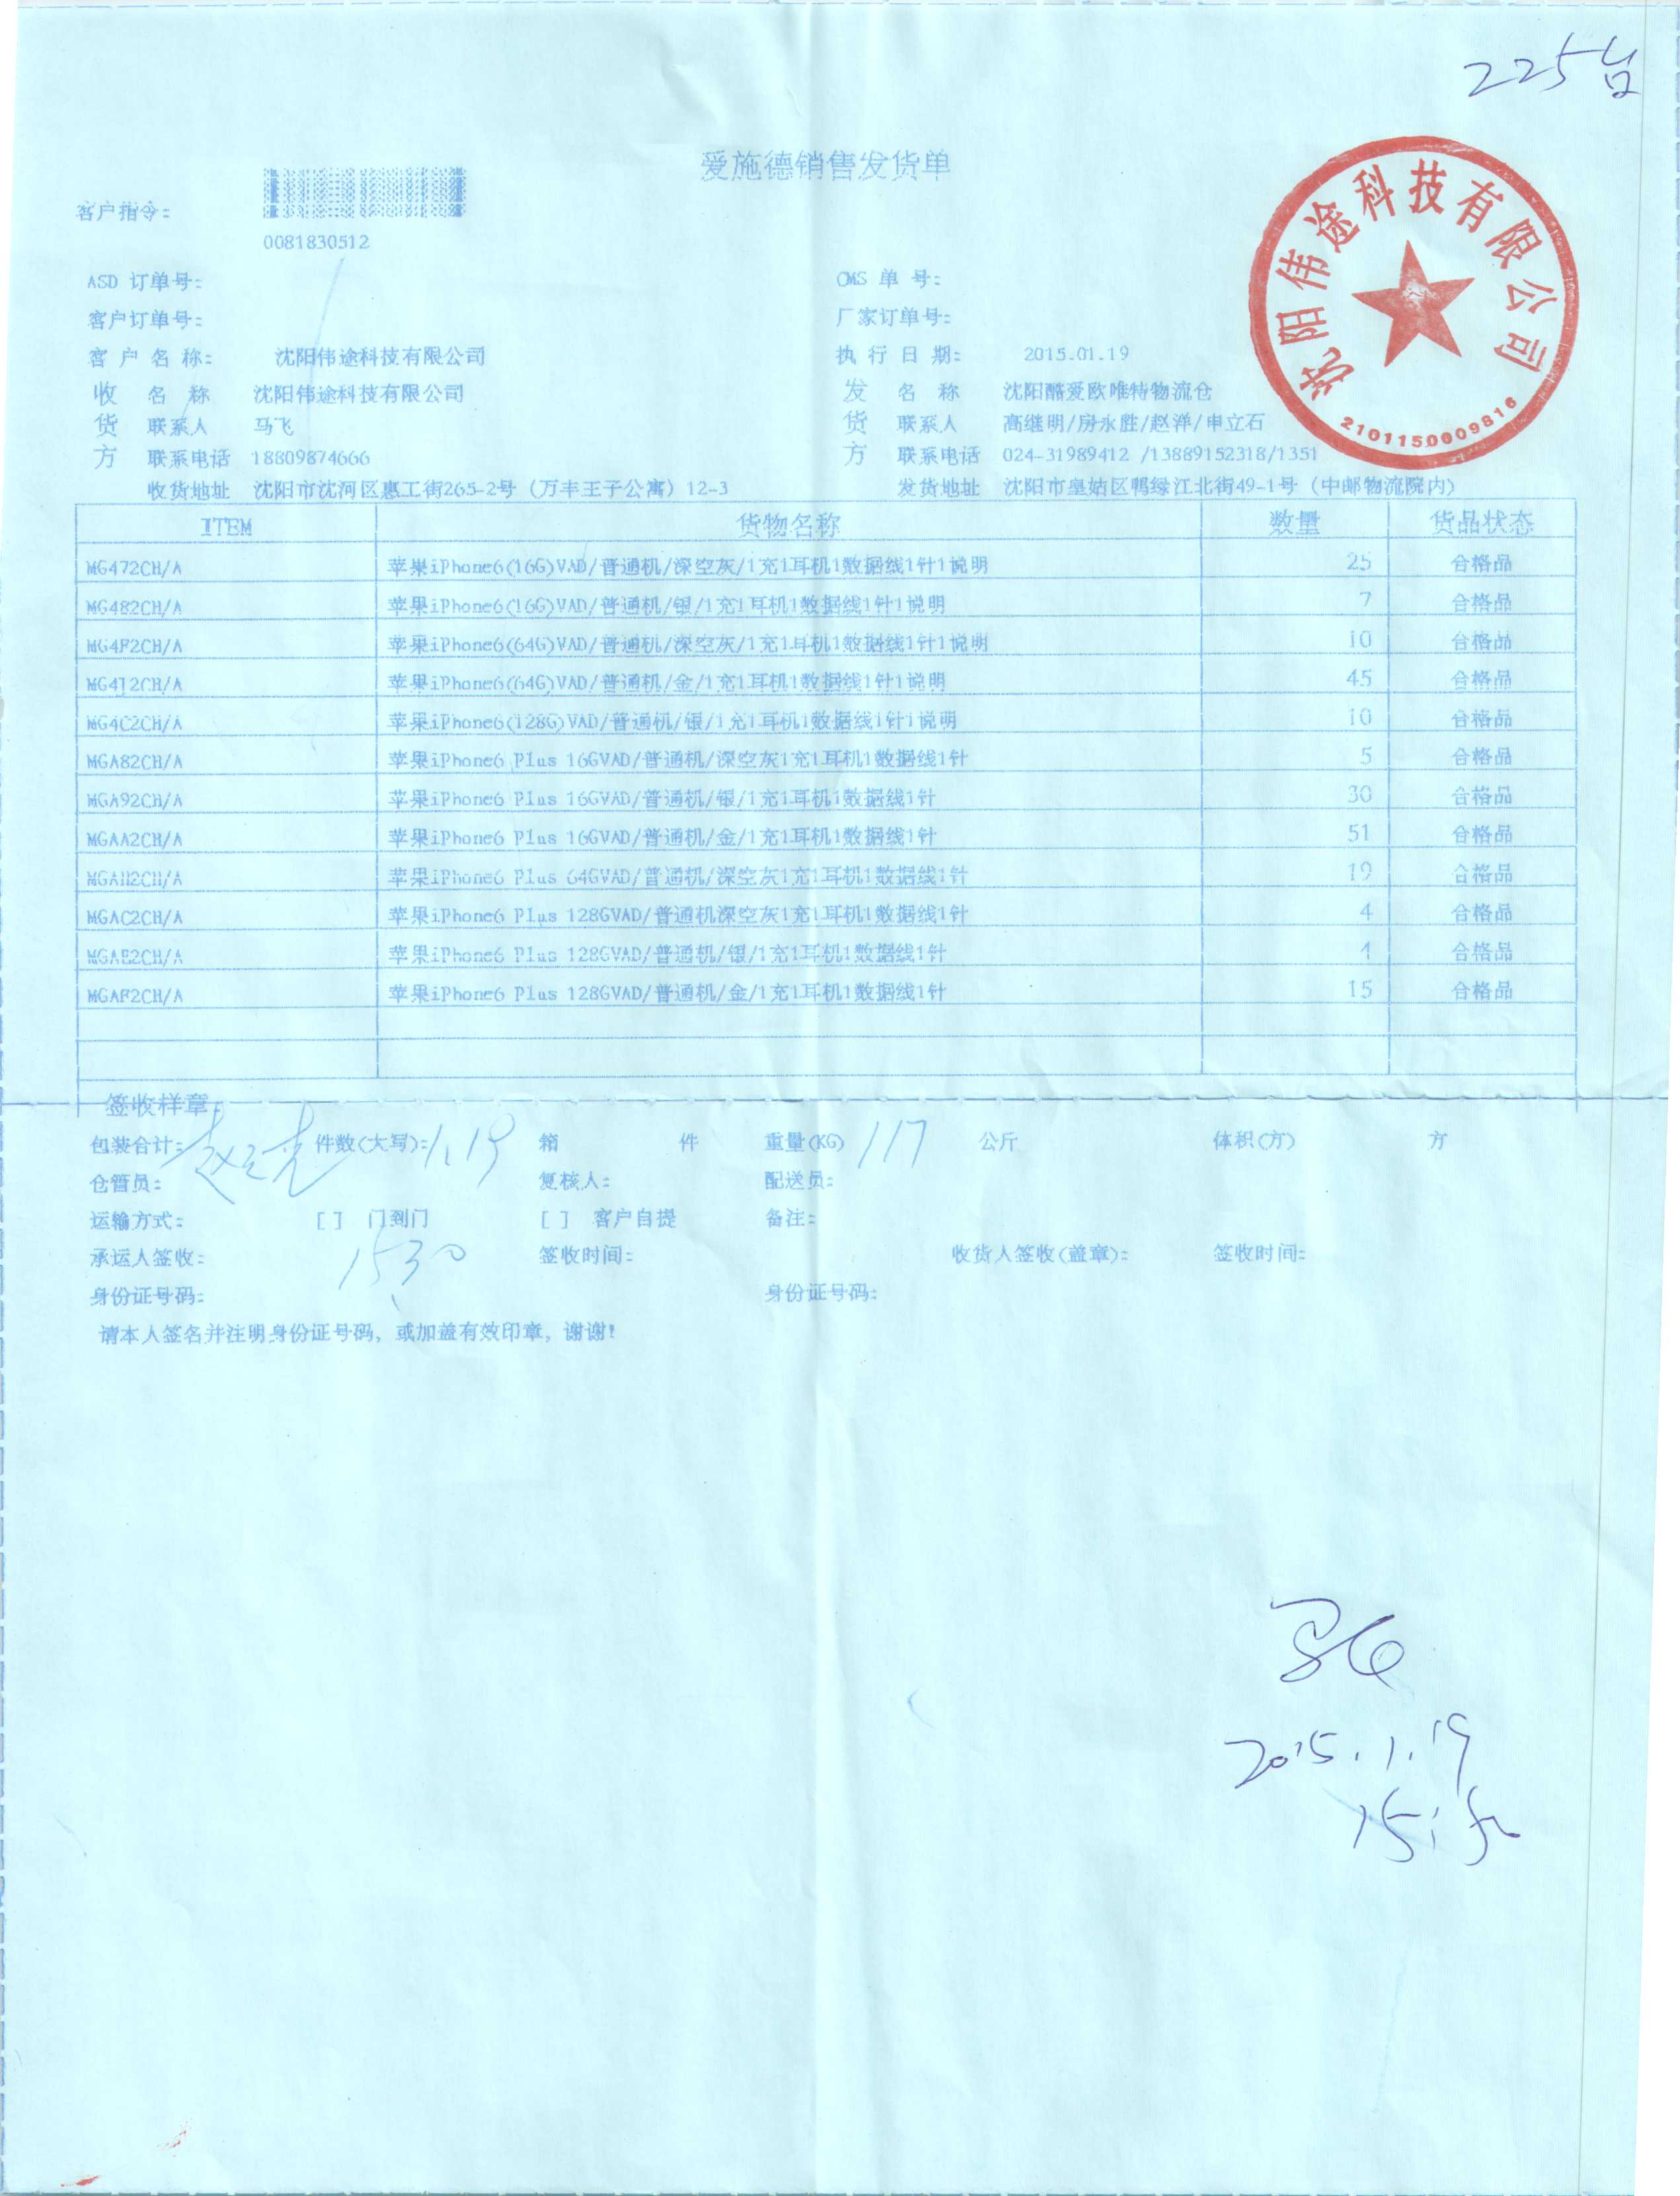 225台
爱施德销售发货单
客户指令:
0081830512
ASD 订单号: CMS 单 号:
客户订单号: 厂家订单号:
客 户 名 称: 沈阳伟途科技有限公司 执 行 日 期: 2015.01.19
收 名 称 沈阳伟途科技有限公司 发 名 称 沈阳酷爱欧唯特物流仓
货 联系人 马飞 货 联系人 高继明/房永胜/赵洋/申立石
方 联系电话 18809874666 方 联系电话 024-31989412 /13889152318/1351
收货地址 沈阳市沈河区惠工街265-2号（万丰王子公寓）12-3 发货地址 沈阳市皇姑区鸭绿江北街49-1号（中邮物流院内）
沈阳伟途科技有限公司
2101150009816
ITEM 货物名称 数量 货品状态
MG472CH/A 苹果iPhone6(16G)VAD/普通机/深空灰/1充1耳机1数据线1针1说明 25 合格品
MG482CH/A 苹果iPhone6(16G)VAD/普通机/银/1充1耳机1数据线1针1说明 7 合格品
MG4F2CH/A 苹果iPhone6(64G)VAD/普通机/深空灰/1充1耳机1数据线1针1说明 10 合格品
MG4J2CH/A 苹果iPhone6(64G)VAD/普通机/金/1充1耳机1数据线1针1说明 45 合格品
MG4C2CH/A 苹果iPhone6(128G)VAD/普通机/银/1充1耳机1数据线1针1说明 10 合格品
MGA82CH/A 苹果iPhone6 Plus 16GVAD/普通机/深空灰1充1耳机1数据线1针 5 合格品
MGA92CH/A 苹果iPhone6 Plus 16GVAD/普通机/银/1充1耳机1数据线1针 30 合格品
MGAA2CH/A 苹果iPhone6 Plus 16GVAD/普通机/金/1充1耳机1数据线1针 51 合格品
MGAH2CH/A 苹果iPhone6 Plus 64GVAD/普通机/深空灰1充1耳机1数据线1针 19 合格品
MGAC2CH/A 苹果iPhone6 Plus 128GVAD/普通机深空灰1充1耳机1数据线1针 4 合格品
MGAE2CH/A 苹果iPhone6 Plus 128GVAD/普通机/银/1充1耳机1数据线1针 4 合格品
MGAF2CH/A 苹果iPhone6 Plus 128GVAD/普通机/金/1充1耳机1数据线1针 15 合格品
签收样章:
包装合计: 件数(大写): 1.19 箱 件 重量(KG) 117 公斤 体积(方) 方
仓管员: 复核人: 配送员:
运输方式: [ ] 门到门 [ ] 客户自提 备注:
承运人签收: 1530 签收时间: 收货人签收(盖章): 签收时间:
身份证号码: 身份证号码:
请本人签名并注明身份证号码，或加盖有效印章，谢谢!
2015.1.19